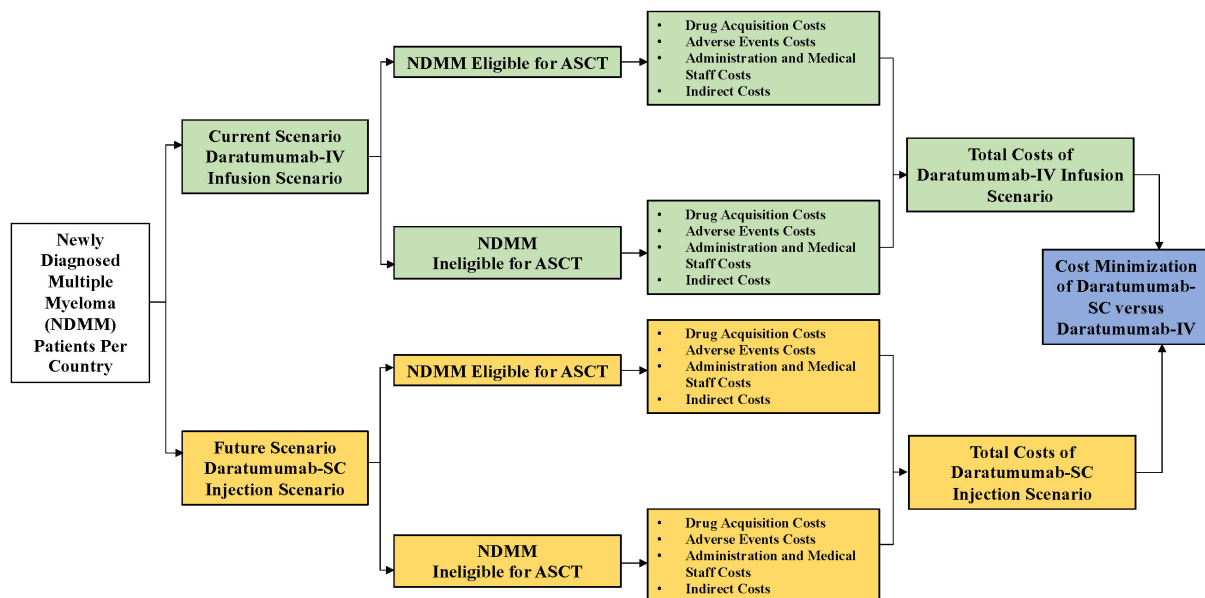 Newly
Diagnosed
Multiple
Myeloma
(NDMM)
Patients Per
Country
Current Scenario
Daratumumab-IV
Infusion Scenario
NDMM Eligible for ASCT
• Drug Acquisition Costs
• Adverse Events Costs
• Administration and Medical
Staff Costs
• Indirect Costs
NDMM
Ineligible for ASCT
• Drug Acquisition Costs
• Adverse Events Costs
• Administration and Medical
Staff Costs
• Indirect Costs
Total Costs of
Daratumumab-IV Infusion
Scenario
Future Scenario
Daratumumab-SC
Injection Scenario
NDMM Eligible for ASCT
• Drug Acquisition Costs
• Adverse Events Costs
• Administration and Medical
Staff Costs
• Indirect Costs
NDMM
Ineligible for ASCT
• Drug Acquisition Costs
• Adverse Events Costs
• Administration and Medical
Staff Costs
• Indirect Costs
Total Costs of
Daratumumab-SC
Injection Scenario
Cost Minimization
of Daratumumab-
SC versus
Daratumumab-IV